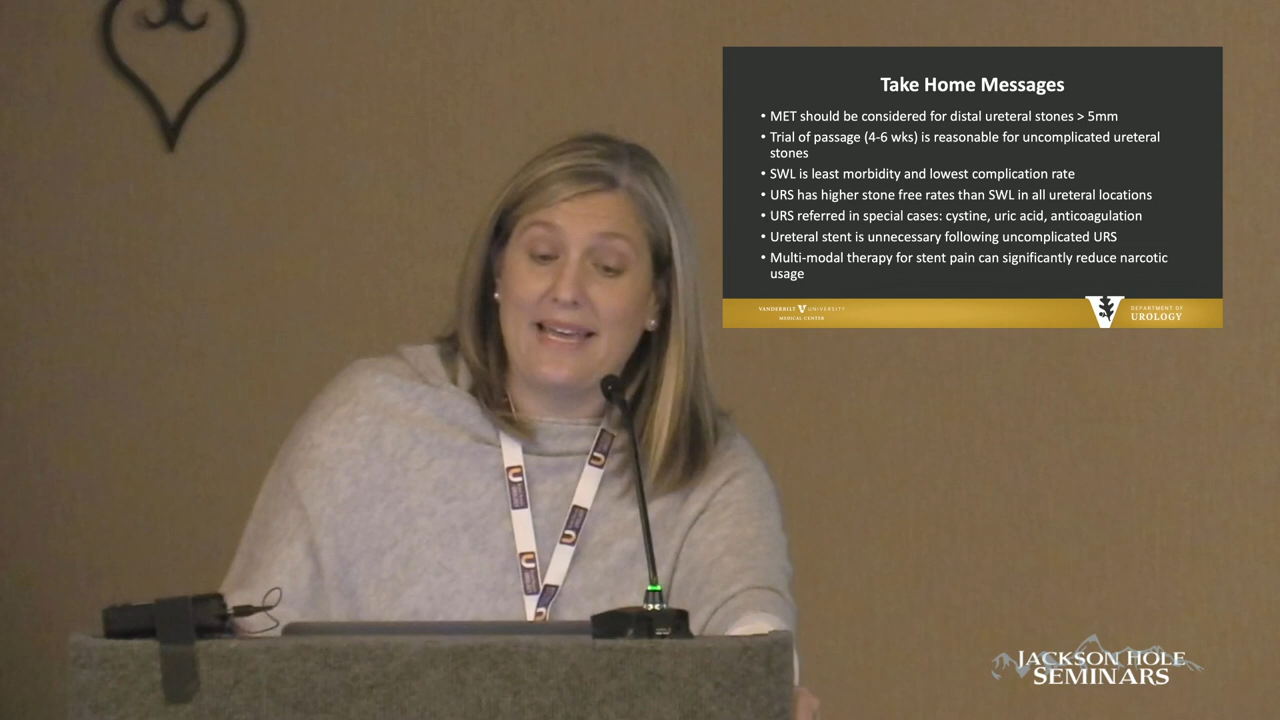 Take Home Messages
• MET should be considered for distal ureteral stones > 5mm
• Trial of passage (4-6 wks) is reasonable for uncomplicated ureteral
stones
• SWL is least morbidity and lowest complication rate
• URS has higher stone free rates than SWL in all ureteral locations
• URS referred in special cases: cystine, uric acid, anticoagulation
• Ureteral stent is unnecessary following uncomplicated URS
• Multi-modal therapy for stent pain can significantly reduce narcotic
usage
VANDERBILT V UNIVERSITY
MEDICAL CENTER
DEPARTMENT OF
UROLOGY
JACKSON HOLE
SEMINARS